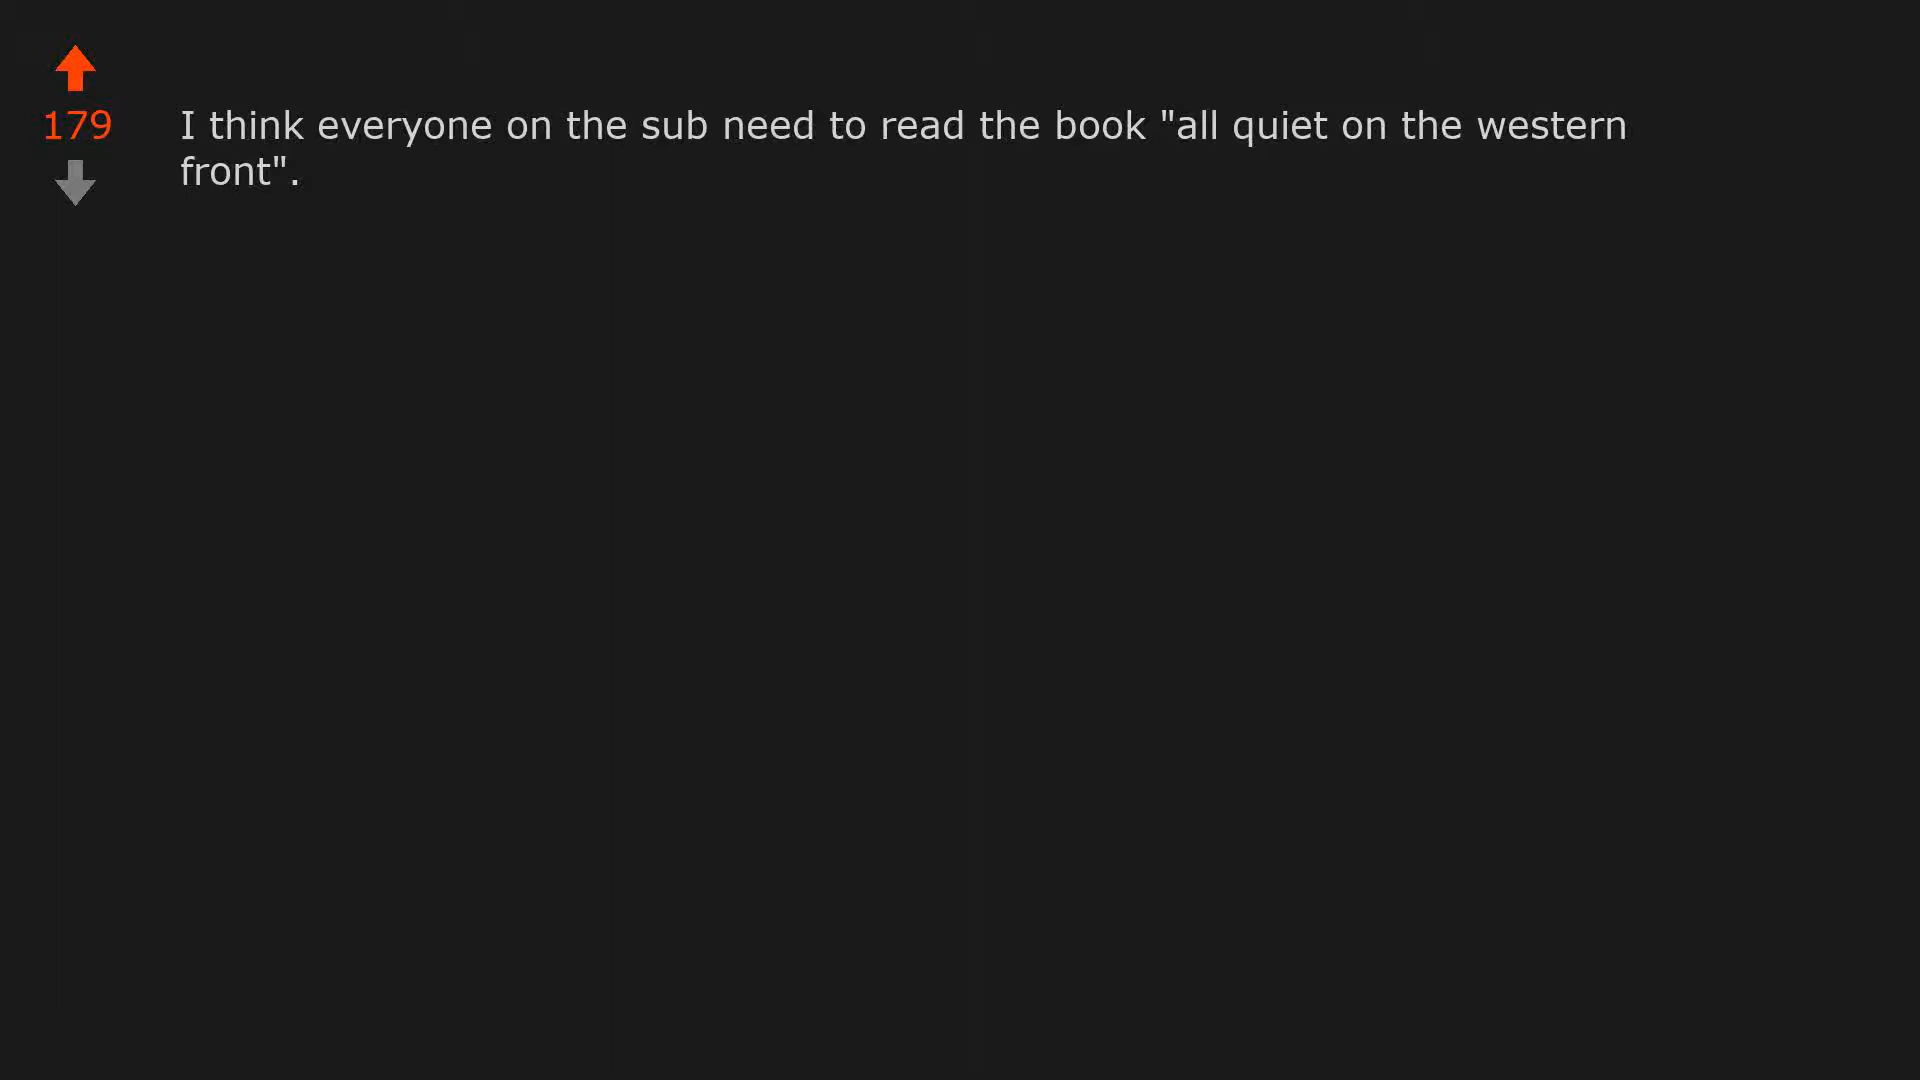 179
I think everyone on the sub need to read the book "all quiet on the western
front".